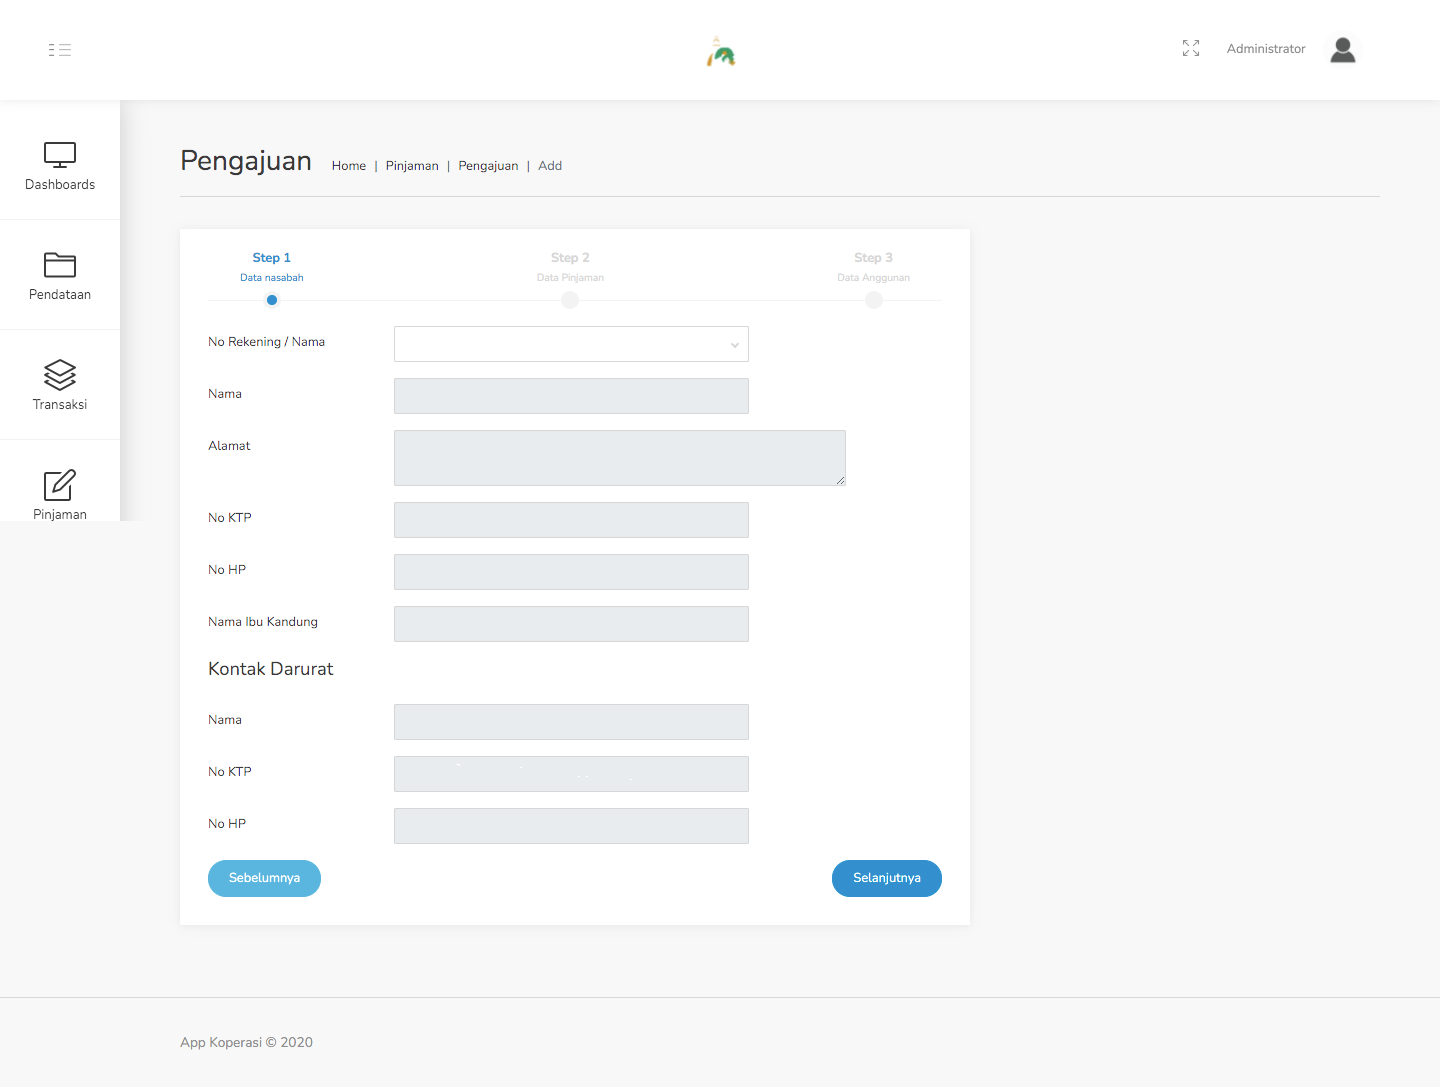 Administrator
Dashboards
Pendataan
Transaksi
Pinjaman
Pengajuan Home | Pinjaman | Pengajuan | Add
Step 1
Data nasabah
Step 2
Data Pinjaman
Step 3
Data Anggunan
No Rekening / Nama
Nama
Alamat
No KTP
No HP
Nama Ibu Kandung
Kontak Darurat
Nama
No KTP
No HP
Sebelumnya
Selanjutnya
App Koperasi © 2020